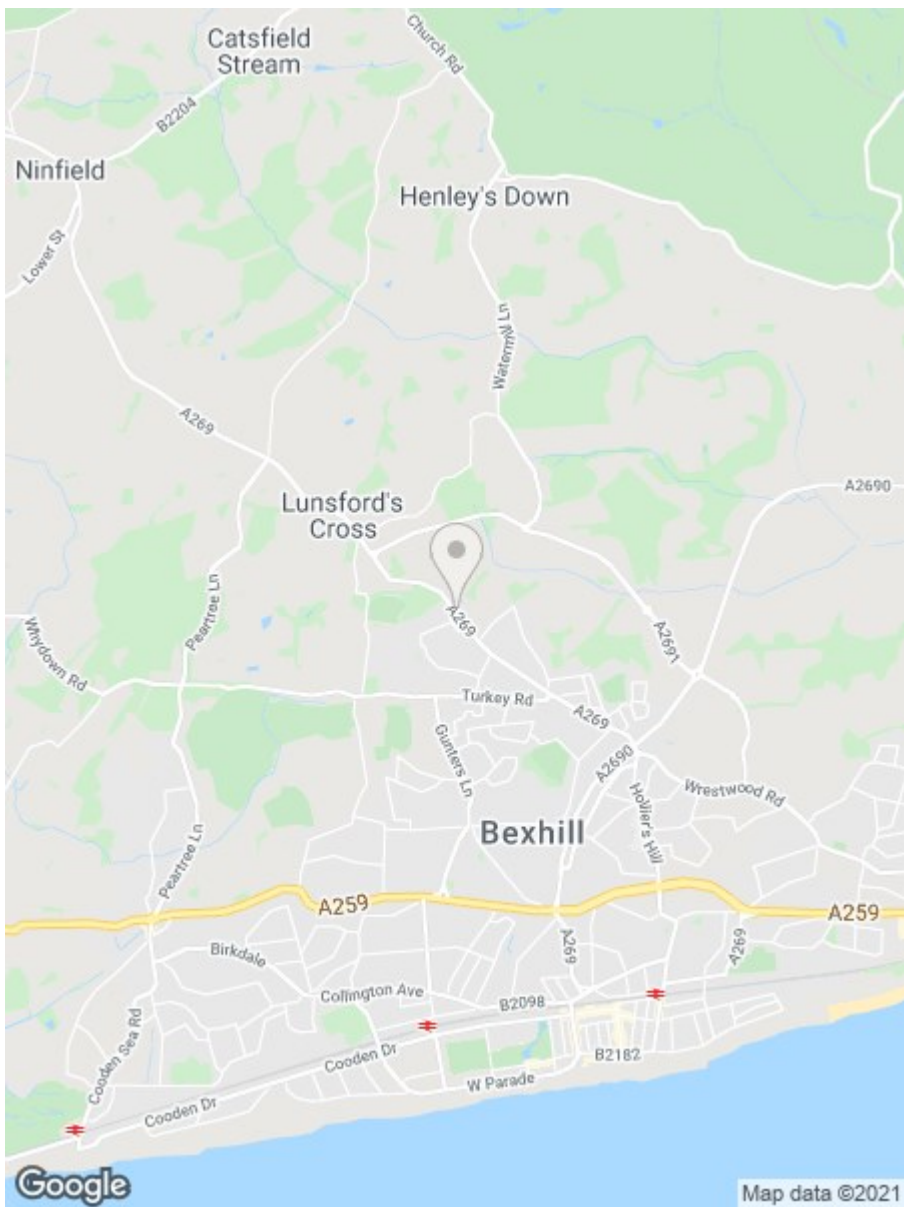 Catsfield
Stream
Church Rd
B2204
Ninfield
Henley's Down
Lower St
Watermill Ln
A269
A2690
Lunsford's
Cross
Peartree Ln
A269
A2691
Whydown Rd
Turkey Rd
A269
Gunters Ln
A2690
Hollier's Hill
Wrestwood Rd
Bexhill
Peartree Ln
A259
A259
Birkdale
A269
A269
Collington Ave
B2098
Cooden Sea Rd
Cooden Dr
B2182
W Parade
Cooden Dr
Google
Map data ©2021